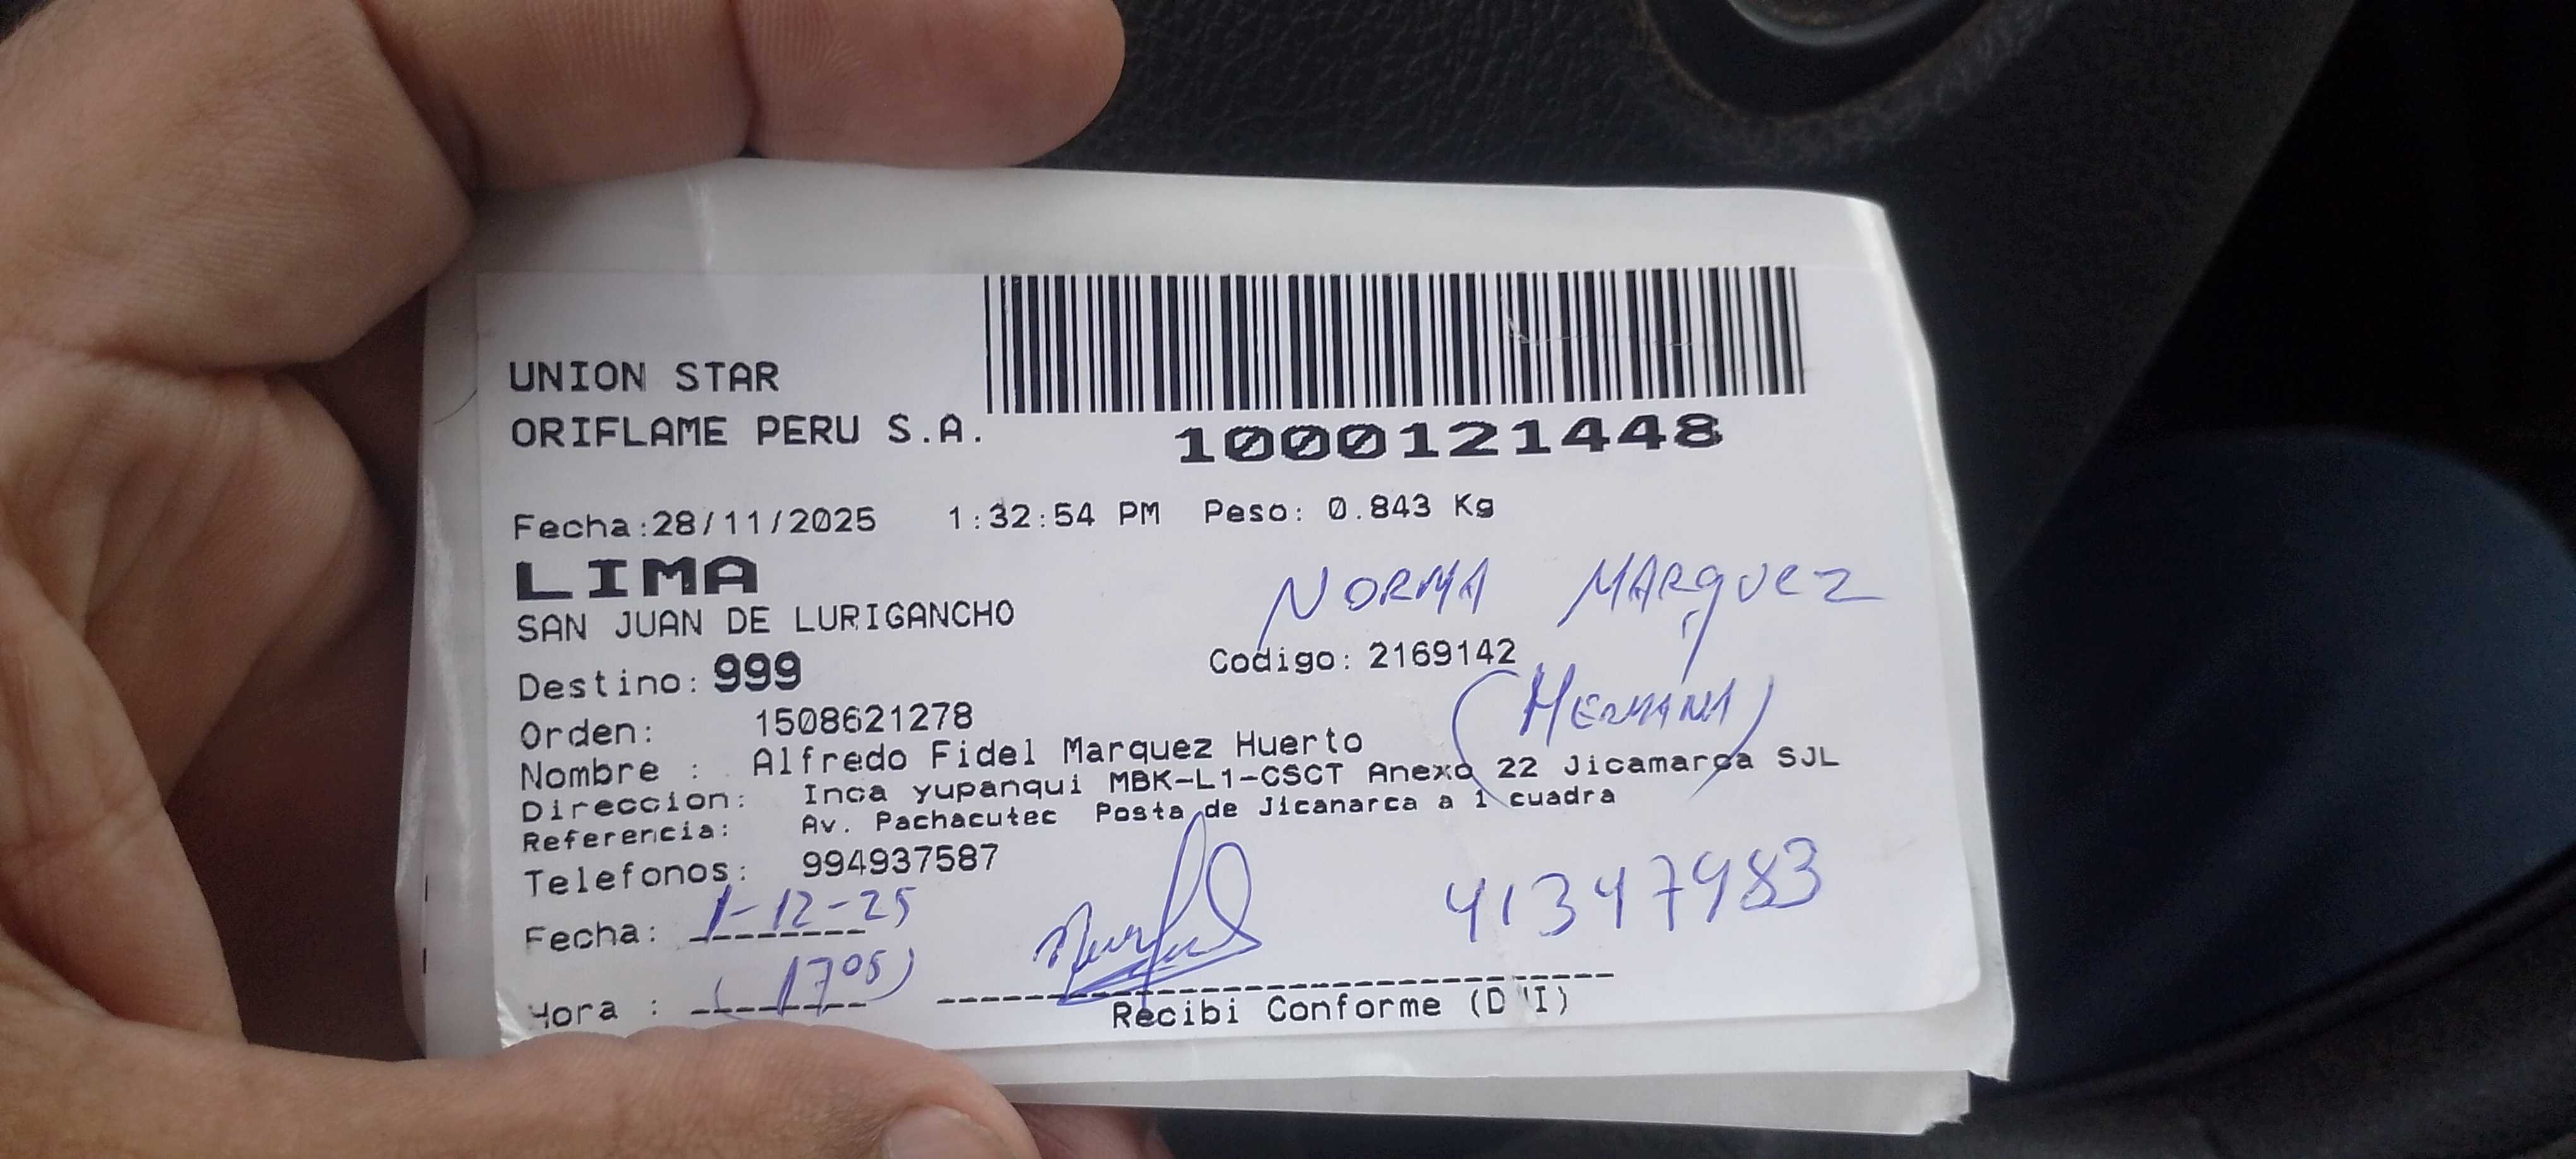 UNION STAR
ORIFLAME PERU S.A.
1000121448
Fecha:28/11/2025 1:32:54 PM Peso: 0.843 Kg
LIMA
NORMA MARQUEZ
SAN JUAN DE LURIGANCHO
Codigo: 2169142
Destino: 999
(HERMANA)
Orden: 1508621278
Nombre : Alfredo Fidel Marquez Huerto
Direccion: Inca yupanqui MBK-L1-CSCT Anexo 22 Jicamarca SJL
Referencia: Av. Pachacutec Posta de Jicanarca a 1 cuadra
Telefonos: 994937587
Fecha: 1-12-25
41347983
Hora : (1705)
Recibi Conforme (DNI)